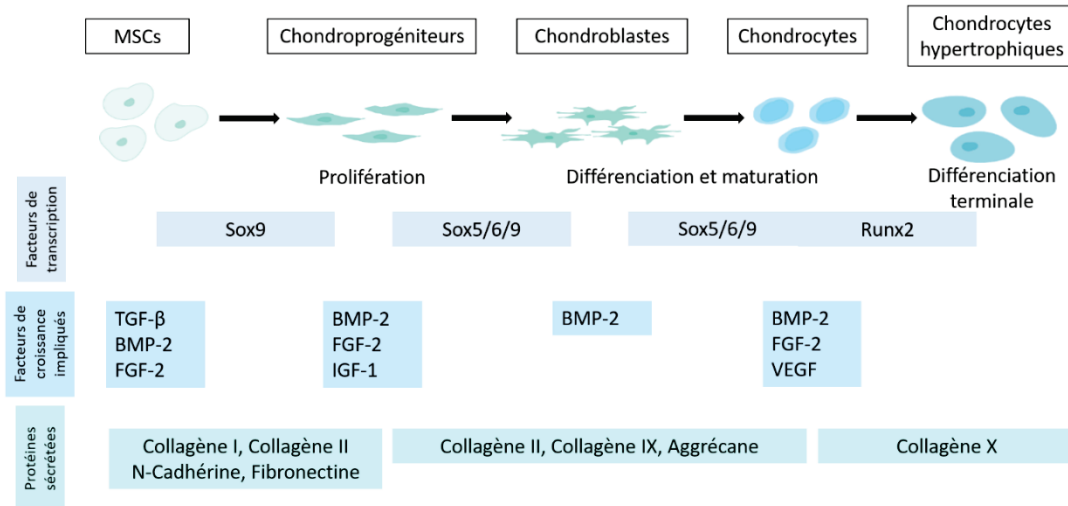 MSCs
Chondroprogéniteurs
Chondroblastes
Chondrocytes
Chondrocytes
hypertrophiques
Prolifération
Différenciation et maturation
Différenciation
terminale
Facteurs de
transcription
Sox9
Sox5/6/9
Sox5/6/9
Runx2
Facteurs de
croissance
impliqués
TGF-β
BMP-2
FGF-2
BMP-2
FGF-2
IGF-1
BMP-2
BMP-2
FGF-2
VEGF
Protéines
sécrétées
Collagène I, Collagène II
N-Cadhérine, Fibronectine
Collagène II, Collagène IX, Aggrécane
Collagène X